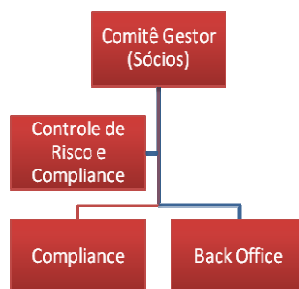 Comitê Gestor
(Sócios)
Controle de
Risco e
Compliance
Compliance
Back Office